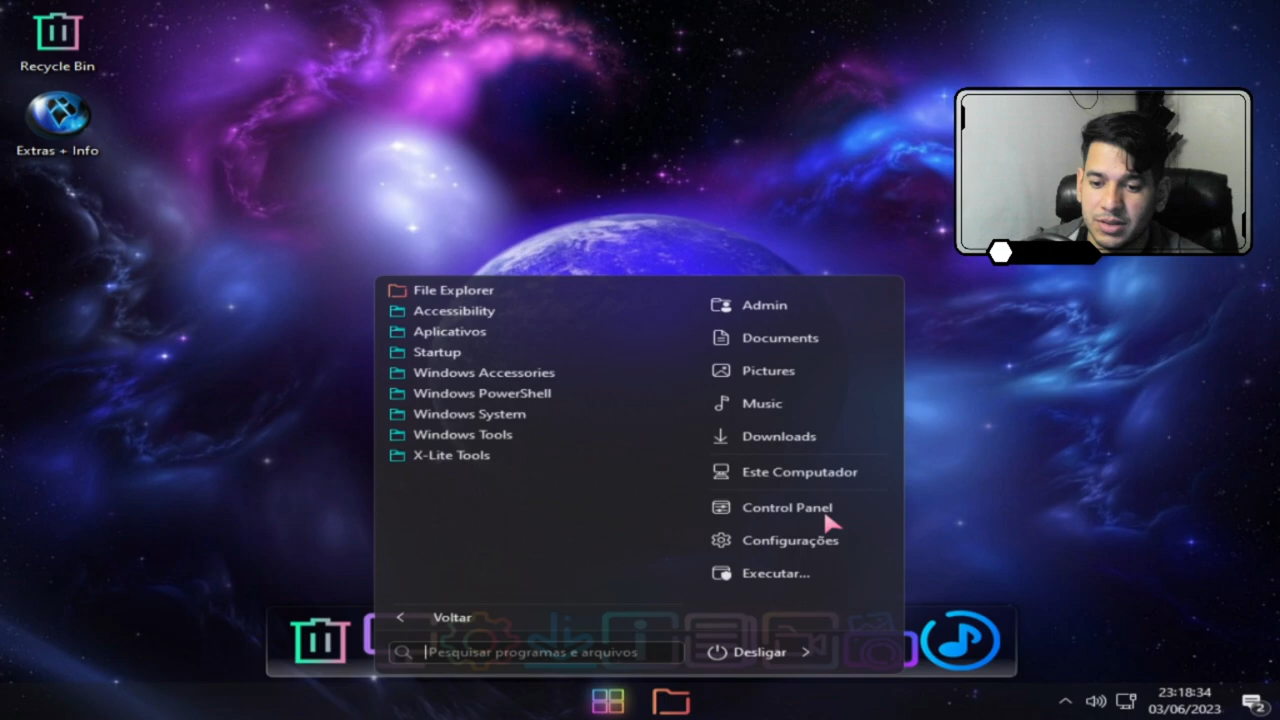 Recycle Bin
Extras + Info
File Explorer
Accessibility
Aplicativos
Startup
Windows Accessories
Windows PowerShell
Windows System
Windows Tools
X-Lite Tools
Voltar
Pesquisar programas e arquivos
Admin
Documents
Pictures
Music
Downloads
Este Computador
Control Panel
Configurações
Executar...
Desligar
23:18:34
03/06/2023
2